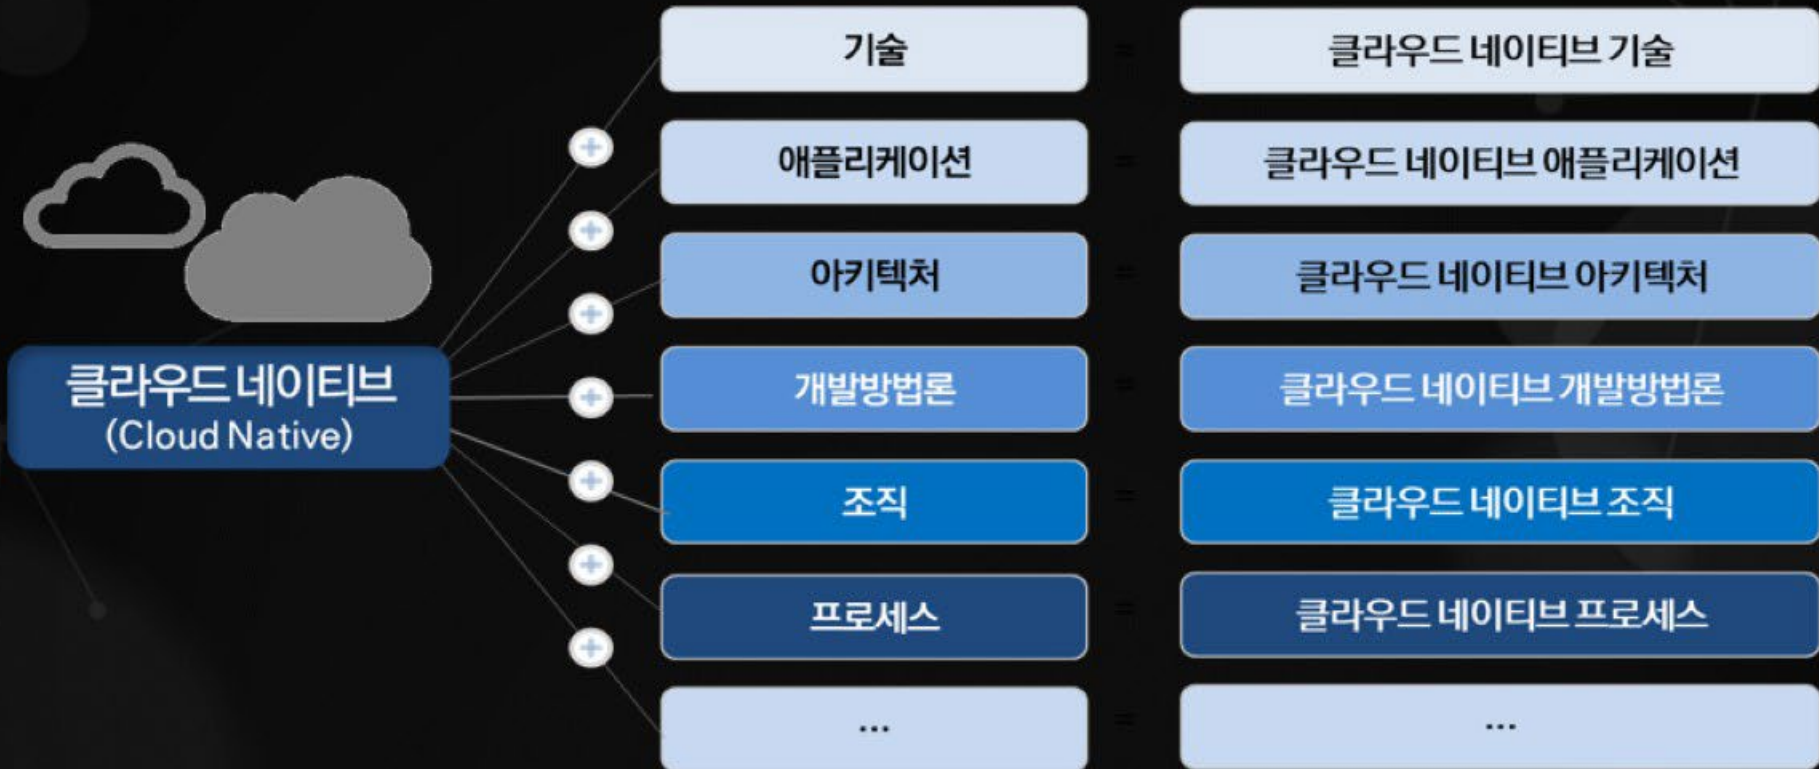 클라우드 네이티브
(Cloud Native)
기술 = 클라우드 네이티브 기술
애플리케이션 = 클라우드 네이티브 애플리케이션
아키텍처 = 클라우드 네이티브 아키텍처
개발방법론 = 클라우드 네이티브 개발방법론
조직 = 클라우드 네이티브 조직
프로세스 = 클라우드 네이티브 프로세스
... = ...